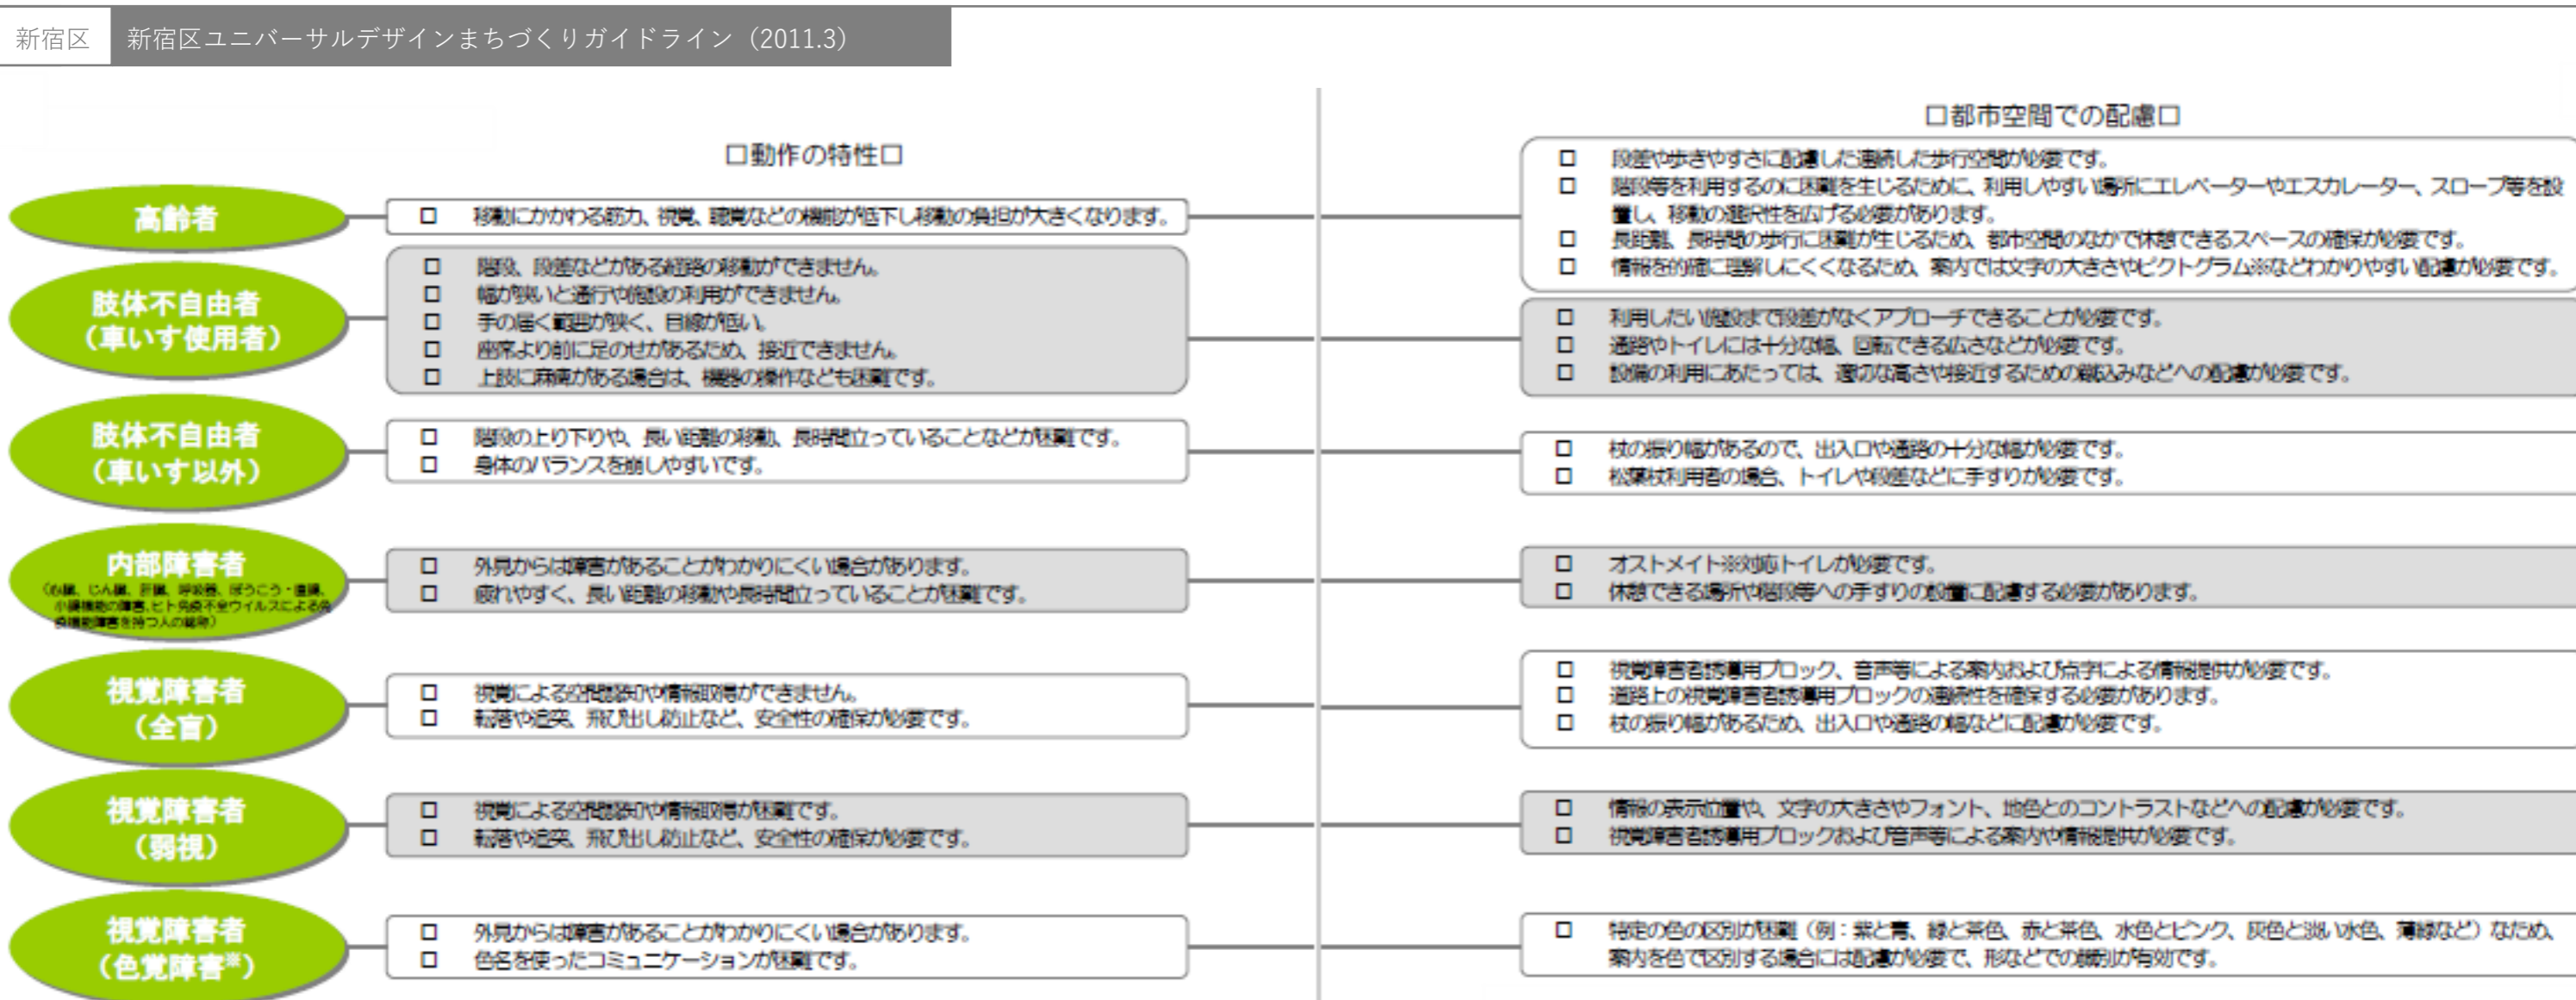 新宿区 新宿区ユニバーサルデザインまちづくりガイドライン（2011.3）
□動作の特性□
□都市空間での配慮□
高齢者
□ 移動にかかわる筋力、視覚、聴覚などの機能が低下し移動の負担が大きくなります。
□ 段差や歩きやすさに配慮した連続した歩行空間が必要です。
□ 階段等を利用するのに困難を生じるために、利用しやすい場所にエレベーターやエスカレーター、スロープ等を設
置し、移動の選択性を広げる必要があります。
□ 長距離、長時間の歩行に困難が生じるため、都市空間のなかで休憩できるスペースの確保が必要です。
□ 情報を的確に理解しにくくなるため、案内では文字の大きさやピクトグラム※などわかりやすい配慮が必要です。
肢体不自由者
（車いす使用者）
□ 階段、段差などがある経路の移動ができません。
□ 幅が狭いと通行や施設の利用ができません。
□ 手の届く範囲が狭く、目線が低い。
□ 座席より前に足のせがあるため、接近できません。
□ 上肢に麻痺がある場合は、機器の操作なども困難です。
□ 利用したい施設まで段差がなくアプローチできることが必要です。
□ 通路やトイレには十分な幅、回転できる広さなどが必要です。
□ 設備の利用にあたっては、適切な高さや接近するための蹴込みなどへの配慮が必要です。
肢体不自由者
（車いす以外）
□ 階段の上り下りや、長い距離の移動、長時間立っていることなどが困難です。
□ 身体のバランスを崩しやすいです。
□ 杖の振り幅があるので、出入口や通路の十分な幅が必要です。
□ 松葉杖利用者の場合、トイレや段差などに手すりが必要です。
内部障害者
（心臓、じん臓、肝臓、呼吸器、ぼうこう・直腸、
小腸機能の障害、ヒト免疫不全ウイルスによる免
疫機能障害を持つ人の総称）
□ 外見からは障害があることがわかりにくい場合があります。
□ 疲れやすく、長い距離の移動や長時間立っていることが困難です。
□ オストメイト※対応トイレが必要です。
□ 休憩できる場所や階段等への手すりの設置に配慮する必要があります。
視覚障害者
（全盲）
□ 視覚による空間認知や情報取得ができません。
□ 転落や追突、飛び出し防止など、安全性の確保が必要です。
□ 視覚障害者誘導用ブロック、音声等による案内および点字による情報提供が必要です。
□ 道路上の視覚障害者誘導用ブロックの連続性を確保する必要があります。
□ 杖の振り幅があるため、出入口や通路の幅などに配慮が必要です。
視覚障害者
（弱視）
□ 視覚による空間認知や情報取得が困難です。
□ 転落や追突、飛び出し防止など、安全性の確保が必要です。
□ 情報の表示位置や、文字の大きさやフォント、地色とのコントラストなどへの配慮が必要です。
□ 視覚障害者誘導用ブロックおよび音声等による案内や情報提供が必要です。
視覚障害者
（色覚障害※）
□ 外見からは障害があることがわかりにくい場合があります。
□ 色名を使ったコミュニケーションが困難です。
□ 特定の色の区別が困難（例：紫と青、緑と茶色、赤と茶色、水色とピンク、灰色と淡い水色、薄緑など）なため、
案内を色で区別する場合には配慮が必要で、形などでの識別が有効です。